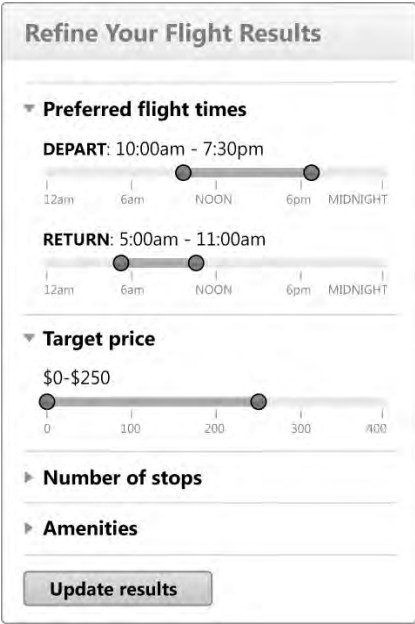 Refine Your Flight Results
Preferred flight times
DEPART: 10:00am - 7:30pm
12am 6am NOON 6pm MIDNIGHT
RETURN: 5:00am - 11:00am
12am 6am NOON 6pm MIDNIGHT
Target price
$0-$250
0 100 200 300 400
Number of stops
Amenities
Update results